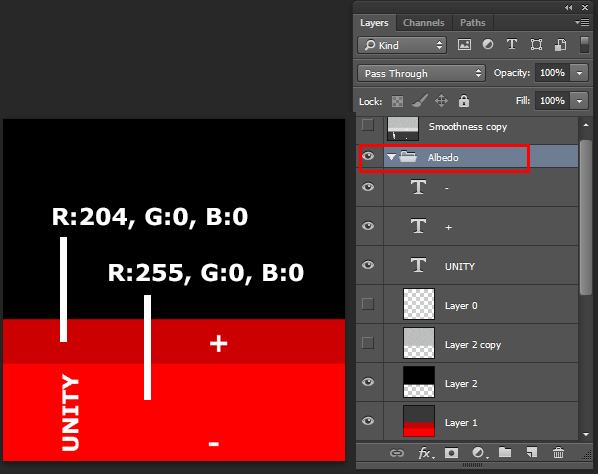 R:204, G:0, B:0
R:255, G:0, B:0
+
-
UNITY
Layers Channels Paths
Kind
Pass Through Opacity: 100%
Lock: Fill: 100%
Smoothness copy
Albedo
T -
T +
T UNITY
Layer 0
Layer 2 copy
Layer 2
Layer 1
fx